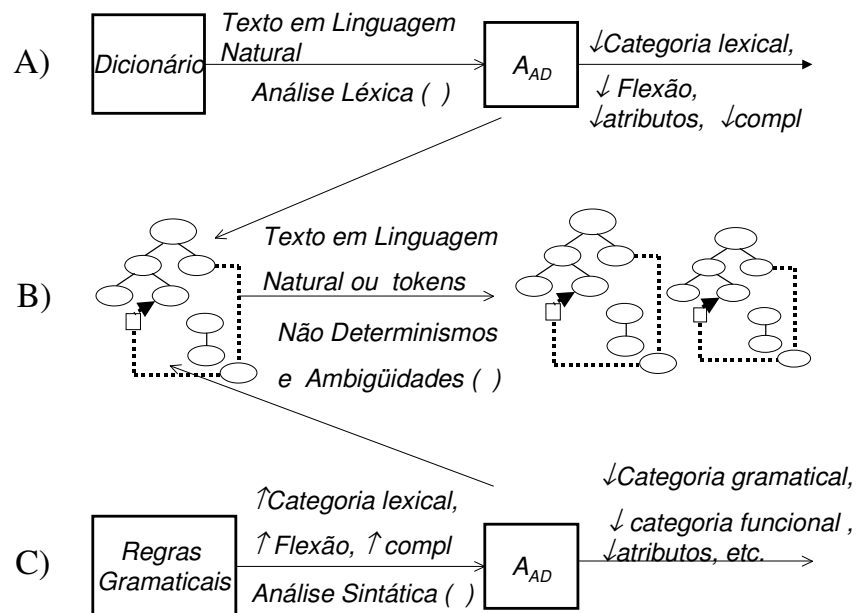 A)
Dicionário
Texto em Linguagem
Natural
Análise Léxica ( )
A_AD
↓Categoria lexical,
↓ Flexão,
↓atributos, ↓compl
B)
Texto em Linguagem
Natural ou tokens
Não Determinismos
e Ambigüidades ( )
C)
Regras
Gramaticais
↑Categoria lexical,
↑ Flexão, ↑ compl
Análise Sintática ( )
A_AD
↓Categoria gramatical,
↓ categoria funcional ,
↓atributos, etc.